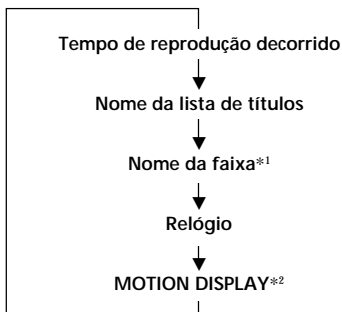 Tempo de reprodução decorrido
Nome da lista de títulos
Nome da faixa*1
Relógio
MOTION DISPLAY*2